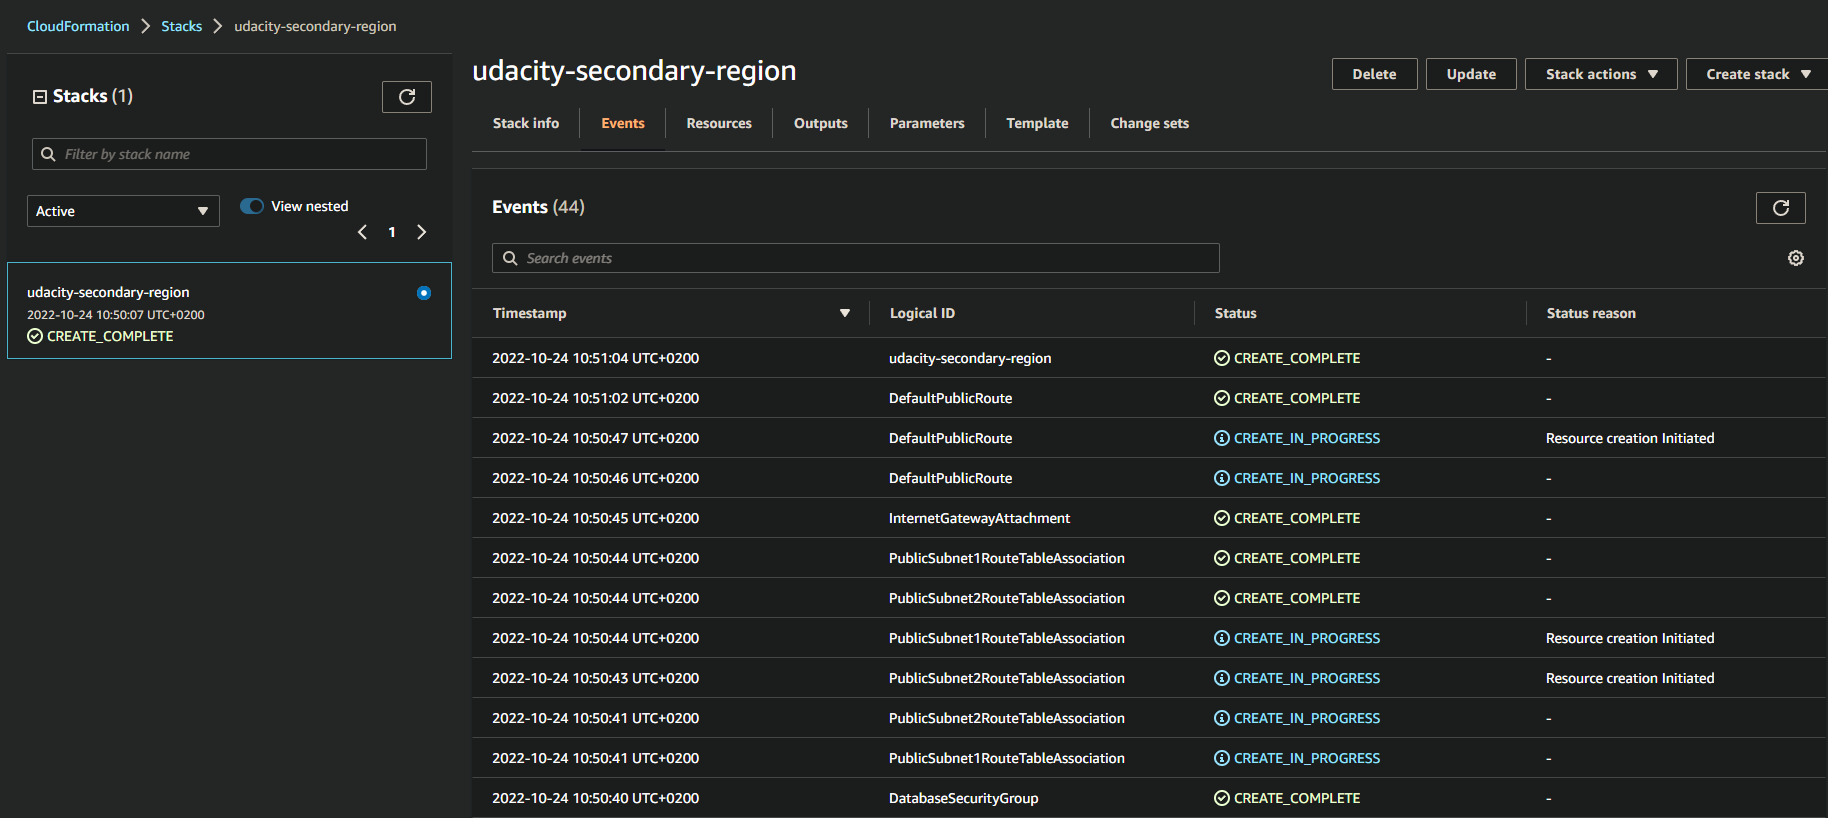 CloudFormation > Stacks > udacity-secondary-region
Stacks (1)
Filter by stack name
Active
View nested
1
udacity-secondary-region
2022-10-24 10:50:07 UTC+0200
CREATE_COMPLETE
udacity-secondary-region
Delete Update Stack actions Create stack
Stack info Events Resources Outputs Parameters Template Change sets
Events (44)
Search events
Timestamp Logical ID Status Status reason
2022-10-24 10:51:04 UTC+0200 udacity-secondary-region CREATE_COMPLETE -
2022-10-24 10:51:02 UTC+0200 DefaultPublicRoute CREATE_COMPLETE -
2022-10-24 10:50:47 UTC+0200 DefaultPublicRoute CREATE_IN_PROGRESS Resource creation Initiated
2022-10-24 10:50:46 UTC+0200 DefaultPublicRoute CREATE_IN_PROGRESS -
2022-10-24 10:50:45 UTC+0200 InternetGatewayAttachment CREATE_COMPLETE -
2022-10-24 10:50:44 UTC+0200 PublicSubnet1RouteTableAssociation CREATE_COMPLETE -
2022-10-24 10:50:44 UTC+0200 PublicSubnet2RouteTableAssociation CREATE_COMPLETE -
2022-10-24 10:50:44 UTC+0200 PublicSubnet1RouteTableAssociation CREATE_IN_PROGRESS Resource creation Initiated
2022-10-24 10:50:43 UTC+0200 PublicSubnet2RouteTableAssociation CREATE_IN_PROGRESS Resource creation Initiated
2022-10-24 10:50:41 UTC+0200 PublicSubnet2RouteTableAssociation CREATE_IN_PROGRESS -
2022-10-24 10:50:41 UTC+0200 PublicSubnet1RouteTableAssociation CREATE_IN_PROGRESS -
2022-10-24 10:50:40 UTC+0200 DatabaseSecurityGroup CREATE_COMPLETE -